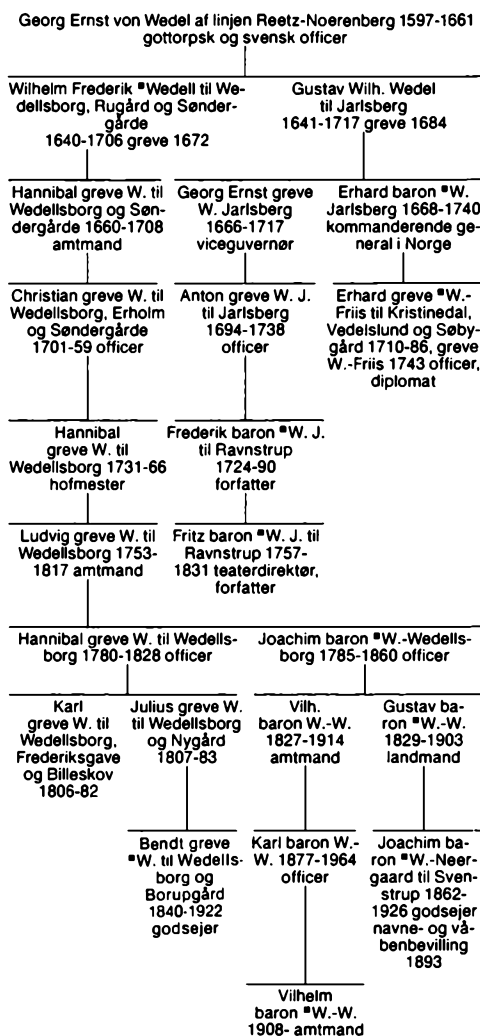 Georg Ernst von Wedel af linjen Reetz-Noerenberg 1597-1661
gottorpsk og svensk officer
Wilhelm Frederik *Wedell til We-
dellsborg, Rugård og Sønder-
gårde
1640-1706 greve 1672
Gustav Wilh. Wedel
til Jarlsberg
1641-1717 greve 1684
Hannibal greve W. til
Wedellsborg og Søn-
dergårde 1660-1708
amtmand
Georg Ernst greve
W. Jarlsberg
1666-1717
viceguvernør
Erhard baron *W.
Jarlsberg 1668-1740
kommanderende ge-
neral i Norge
Christian greve W. til
Wedellsborg, Erholm
og Søndergårde
1701-59 officer
Anton greve W. J.
til Jarlsberg
1694-1738
officer
Erhard greve *W.-
Friis til Kristinedal,
Vedelslund og Søby-
gård 1710-86, greve
W.-Friis 1743 officer,
diplomat
Hannibal
greve W. til
Wedellsborg 1731-66
hofmester
Frederik baron *W. J.
til Ravnstrup
1724-90
forfatter
Ludvig greve W. til
Wedellsborg 1753-
1817 amtmand
Fritz baron *W. J. til
Ravnstrup 1757-
1831 teaterdirektør,
forfatter
Hannibal greve W. til Wedells-
borg 1780-1828 officer
Joachim baron *W.-Wedells-
borg 1785-1860 officer
Karl
greve W. til
Wedellsborg,
Frederiksgave
og Billeskov
1806-82
Julius greve W.
til Wedellsborg
og Nygård
1807-83
Vilh.
baron W.-W.
1827-1914
amtmand
Gustav ba-
ron *W.-W.
1829-1903
landmand
Bendt greve
*W. til Wedells-
borg og
Borupgård
1840-1922
godsejer
Karl baron W.-
W. 1877-1964
officer
Joachim ba-
ron *W.-Neer-
gaard til Sven-
strup 1862-
1926 godsejer
navne- og vå-
benbevilling
1893
Vilhelm
baron *W.-W.
1908- amtmand